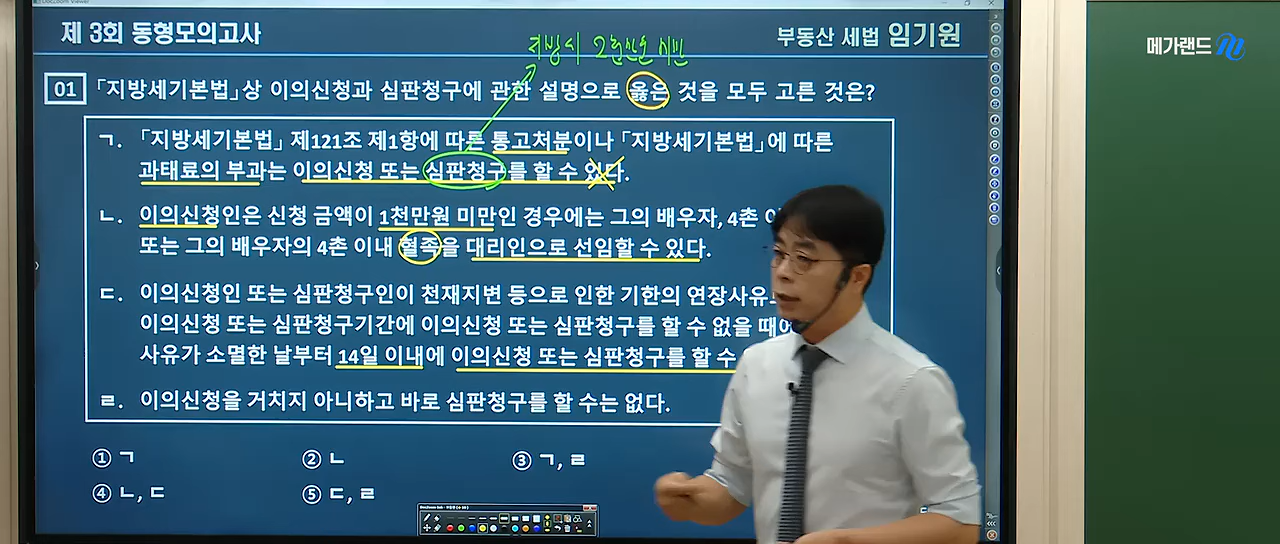 제 3회 동형모의고사
부동산 세법 임기원
메가랜드
01 「지방세기본법」상 이의신청과 심판청구에 관한 설명으로 옳은 것을 모두 고른 것은?
ㄱ. 「지방세기본법」 제121조 제1항에 따른 통고처분이나 「지방세기본법」에 따른
과태료의 부과는 이의신청 또는 심판청구를 할 수 있다.
ㄴ. 이의신청인은 신청 금액이 1천만원 미만인 경우에는 그의 배우자, 4촌
또는 그의 배우자의 4촌 이내 혈족을 대리인으로 선임할 수 있다.
ㄷ. 이의신청인 또는 심판청구인이 천재지변 등으로 인한 기한의 연장사유
이의신청 또는 심판청구기간에 이의신청 또는 심판청구를 할 수 없을 때에
사유가 소멸한 날부터 14일 이내에 이의신청 또는 심판청구를 할 수
ㄹ. 이의신청을 거치지 아니하고 바로 심판청구를 할 수는 없다.
① ㄱ ② ㄴ ③ ㄱ, ㄹ
④ ㄴ, ㄷ ⑤ ㄷ, ㄹ